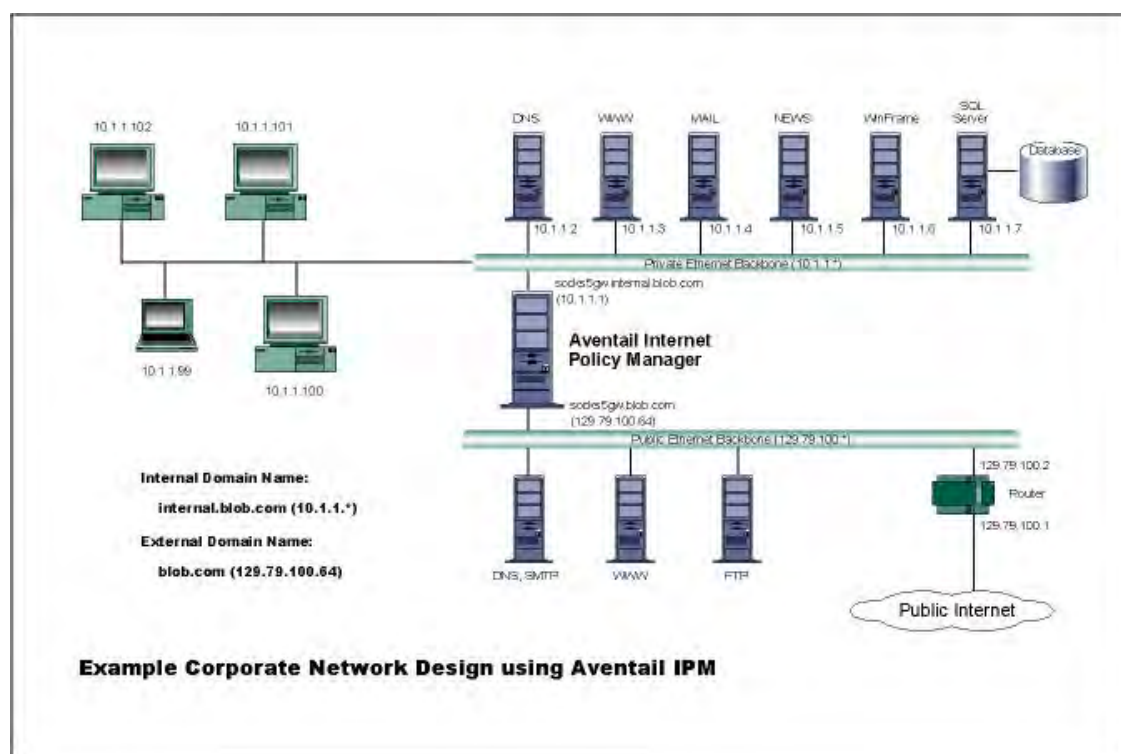 10.1.1.102
10.1.1.101
DNS
WWW
MAIL
NEWS
WinFrame
SQL
Server
Database
10.1.1.2
10.1.1.3
10.1.1.4
10.1.1.5
10.1.1.6
10.1.1.7
Private Ethernet Backbone (10.1.1.*)
socks5gw.internal.blob.com
(10.1.1.1)
10.1.1.99
10.1.1.100
Aventail Internet
Policy Manager
socks5gw.blob.com
(129.79.100.64)
Public Ethernet Backbone (129.79.100.*)
Internal Domain Name:
internal.blob.com (10.1.1.*)
External Domain Name:
blob.com (129.79.100.64)
129.79.100.2
Router
129.79.100.1
DNS, SMTP
WWW
FTP
Public Internet
Example Corporate Network Design using Aventail IPM